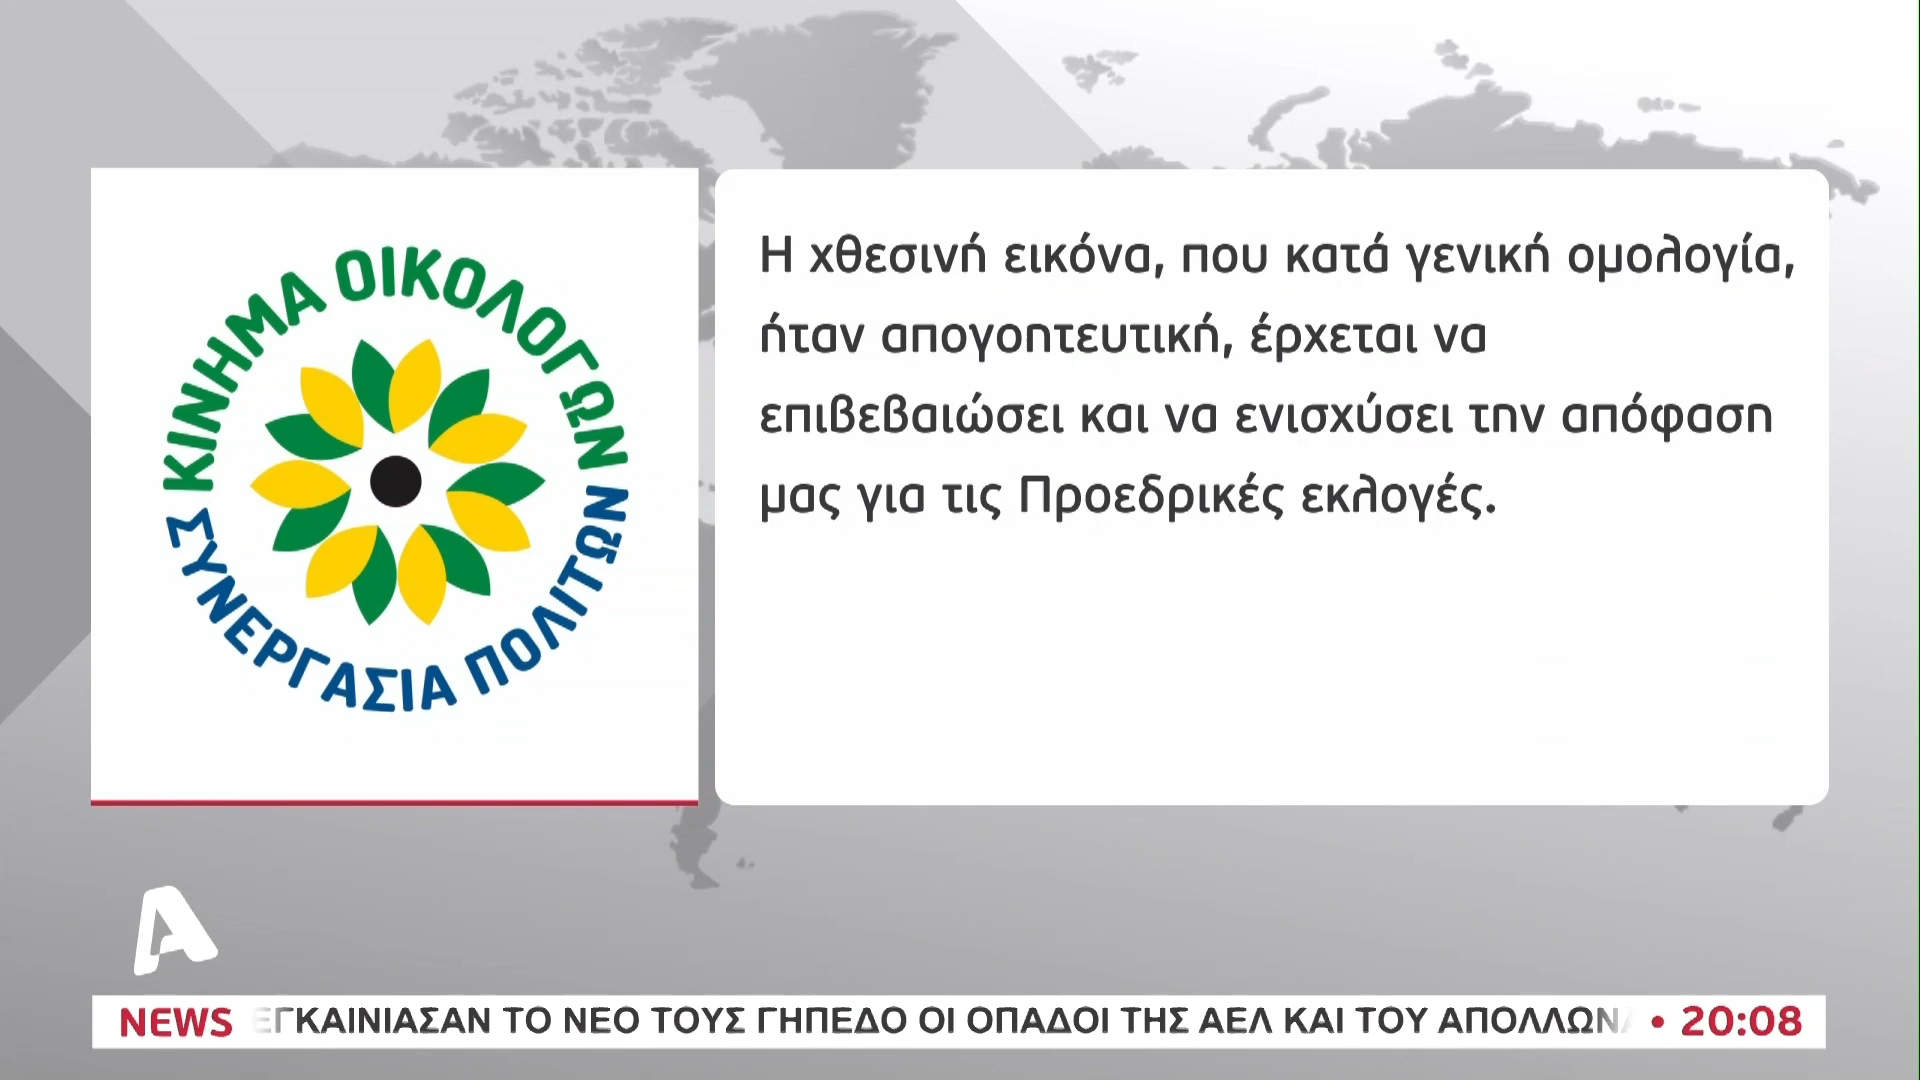 ΚΙΝΗΜΑ ΟΙΚΟΛΟΓΩΝ
ΣΥΝΕΡΓΑΣΙΑ ΠΟΛΙΤΩΝ
Η χθεσινή εικόνα, που κατά γενική ομολογία,
ήταν απογοητευτική, έρχεται να
επιβεβαιώσει και να ενισχύσει την απόφαση
μας για τις Προεδρικές εκλογές.
NEWS ΕΓΚΑΙΝΙΑΣΑΝ ΤΟ ΝΕΟ ΤΟΥΣ ΓΗΠΕΔΟ ΟΙ ΟΠΑΔΟΙ ΤΗΣ ΑΕΛ ΚΑΙ ΤΟΥ ΑΠΟΛΛΩΝΑ • 20:08